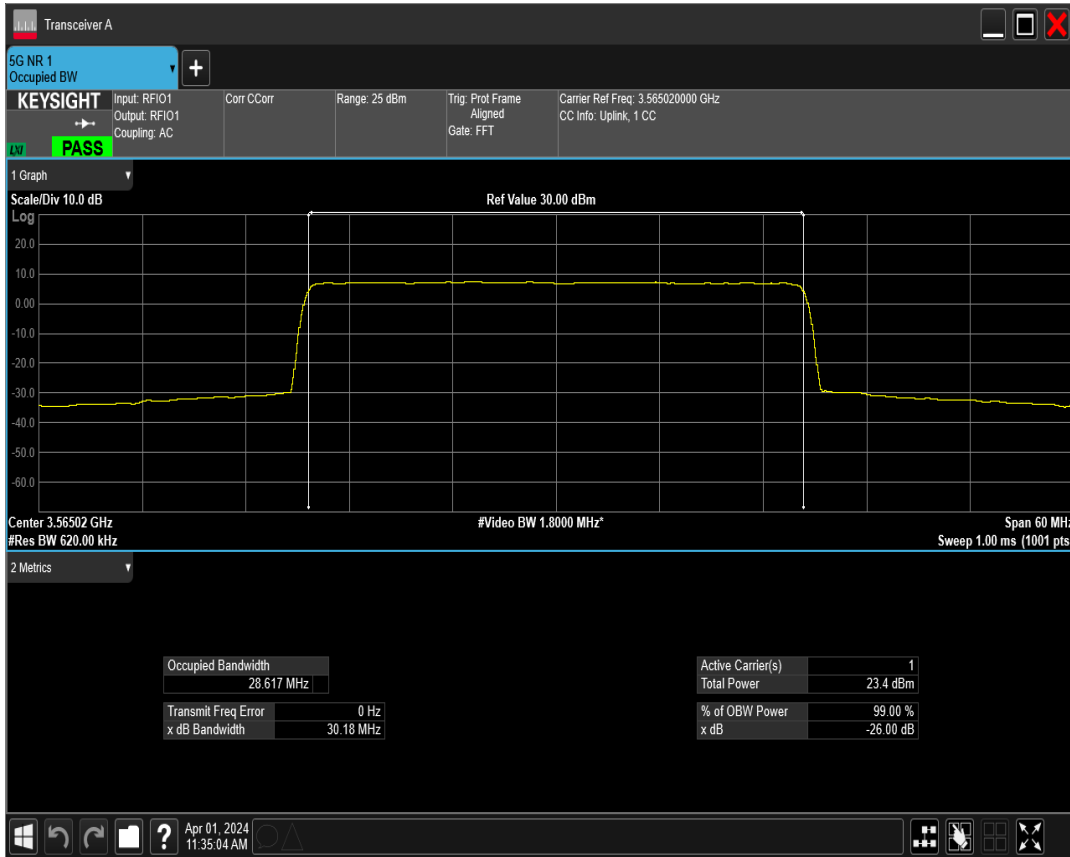 Transceiver A
5G NR 1
Occupied BW
+
KEYSIGHT
LXI
PASS
Input: RFIO1
Output: RFIO1
Coupling: AC
Corr CCorr
Range: 25 dBm
Trig: Prot Frame
Aligned
Gate: FFT
Carrier Ref Freq: 3.565020000 GHz
CC Info: Uplink, 1 CC
1 Graph
Scale/Div 10.0 dB
Ref Value 30.00 dBm
Log
20.0
10.0
0.00
-10.0
-20.0
-30.0
-40.0
-50.0
-60.0
Center 3.56502 GHz
#Video BW 1.8000 MHz*
Span 60 MHz
#Res BW 620.00 kHz
Sweep 1.00 ms (1001 pts
2 Metrics
Occupied Bandwidth
28.617 MHz
Transmit Freq Error 0 Hz
x dB Bandwidth 30.18 MHz
Active Carrier(s) 1
Total Power 23.4 dBm
% of OBW Power 99.00 %
x dB -26.00 dB
?
Apr 01, 2024
11:35:04 AM